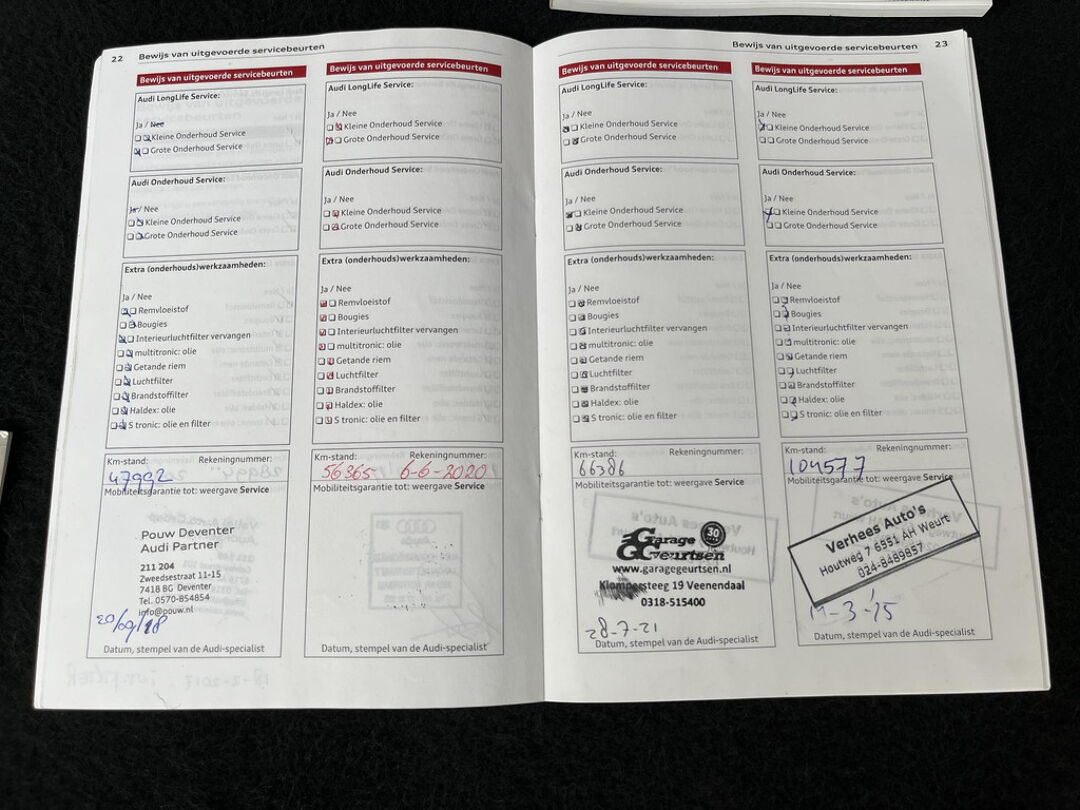 22 Bewijs van uitgevoerde servicebeurten
Bewijs van uitgevoerde servicebeurten
Audi LongLife Service:
Ja / Nee
Kleine Onderhoud Service
Grote Onderhoud Service
Audi Onderhoud Service:
Ja / Nee
Kleine Onderhoud Service
Grote Onderhoud Service
Extra (onderhouds)werkzaamheden:
Ja / Nee
Remvloeistof
Bougies
Interieurluchtfilter vervangen
multitronic: olie
Getande riem
Luchtfilter
Brandstoffilter
Haldex: olie
S tronic: olie en filter
Km-stand: Rekeningnummer:
47992
Mobiliteitsgarantie tot: weergave Service
Pouw Deventer
Audi Partner
211 204
Zweedsestraat 11-15
7418 BG Deventer
Tel. 0570-854854
info@pouw.nl
20/09/18
Datum, stempel van de Audi-specialist
Bewijs van uitgevoerde servicebeurten
Audi LongLife Service:
Ja / Nee
Kleine Onderhoud Service
Grote Onderhoud Service
Audi Onderhoud Service:
Ja / Nee
Kleine Onderhoud Service
Grote Onderhoud Service
Extra (onderhouds)werkzaamheden:
Ja / Nee
Remvloeistof
Bougies
Interieurluchtfilter vervangen
multitronic: olie
Getande riem
Luchtfilter
Brandstoffilter
Haldex: olie
S tronic: olie en filter
Km-stand: Rekeningnummer:
56365 6-6-2020
Mobiliteitsgarantie tot: weergave Service
Datum, stempel van de Audi-specialist
Bewijs van uitgevoerde servicebeurten 23
Bewijs van uitgevoerde servicebeurten
Audi LongLife Service:
Ja / Nee
Kleine Onderhoud Service
Grote Onderhoud Service
Audi Onderhoud Service:
Ja / Nee
Kleine Onderhoud Service
Grote Onderhoud Service
Extra (onderhouds)werkzaamheden:
Ja / Nee
Remvloeistof
Bougies
Interieurluchtfilter vervangen
multitronic: olie
Getande riem
Luchtfilter
Brandstoffilter
Haldex: olie
S tronic: olie en filter
Km-stand: Rekeningnummer:
66386
Mobiliteitsgarantie tot: weergave Service
30
Garage
Geurtsen
www.garagegeurtsen.nl
Klompersteeg 19 Veenendaal
0318-515400
28-7-21
Datum, stempel van de Audi-specialist
Bewijs van uitgevoerde servicebeurten
Audi LongLife Service:
Ja / Nee
Kleine Onderhoud Service
Grote Onderhoud Service
Audi Onderhoud Service:
Ja / Nee
Kleine Onderhoud Service
Grote Onderhoud Service
Extra (onderhouds)werkzaamheden:
Ja / Nee
Remvloeistof
Bougies
Interieurluchtfilter vervangen
multitronic: olie
Getande riem
Luchtfilter
Brandstoffilter
Haldex: olie
S tronic: olie en filter
Km-stand: Rekeningnummer:
104577
Mobiliteitsgarantie tot: weergave Service
Verhees Auto's
Houtweg 7 6551 AH Weurt
024-8489857
Datum, stempel van de Audi-specialist